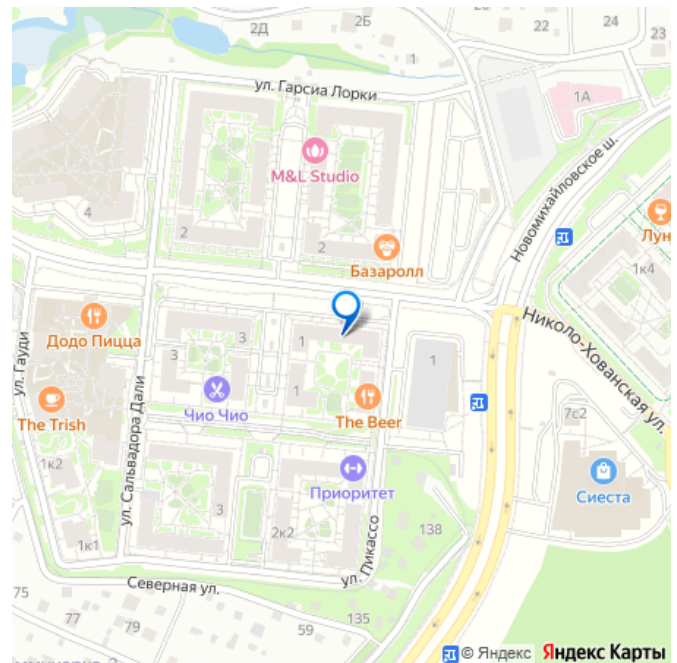 2Д
2Б
20
22
24
23
1
ул. Гарсиа Лорки
1А
M&L Studio
Новомихайловское ш.
4
2
2
Базаролл
Лун
1к4
Николо-Хованская ул.
Додо Пицца
ул. Гауди
3
3
1
1
1
Чио Чио
The Beer
The Trish
ул. Сальвадора Дали
7с2
Сиеста
1к2
Приоритет
3
2к2
138
1к1
ул. Пикассо
Северная ул.
75
77
79
59
135
© Яндекс Яндекс Карты